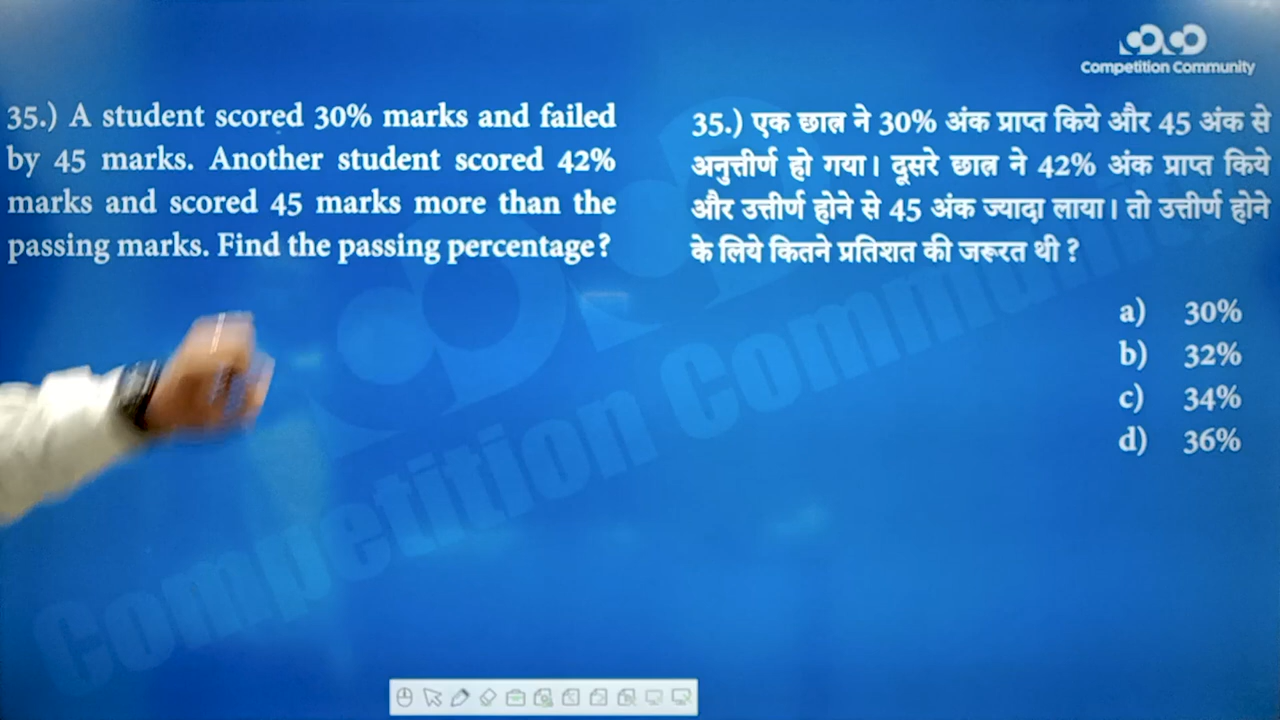 Competition Community
35.) A student scored 30% marks and failed
by 45 marks. Another student scored 42%
marks and scored 45 marks more than the
passing marks. Find the passing percentage?
35.) एक छात्र ने 30% अंक प्राप्त किये और 45 अंक से
अनुत्तीर्ण हो गया। दूसरे छात्र ने 42% अंक प्राप्त किये
और उत्तीर्ण होने से 45 अंक ज्यादा लाया। तो उत्तीर्ण होने
के लिये कितने प्रतिशत की जरूरत थी ?
a) 30%
b) 32%
c) 34%
d) 36%
Competition Community